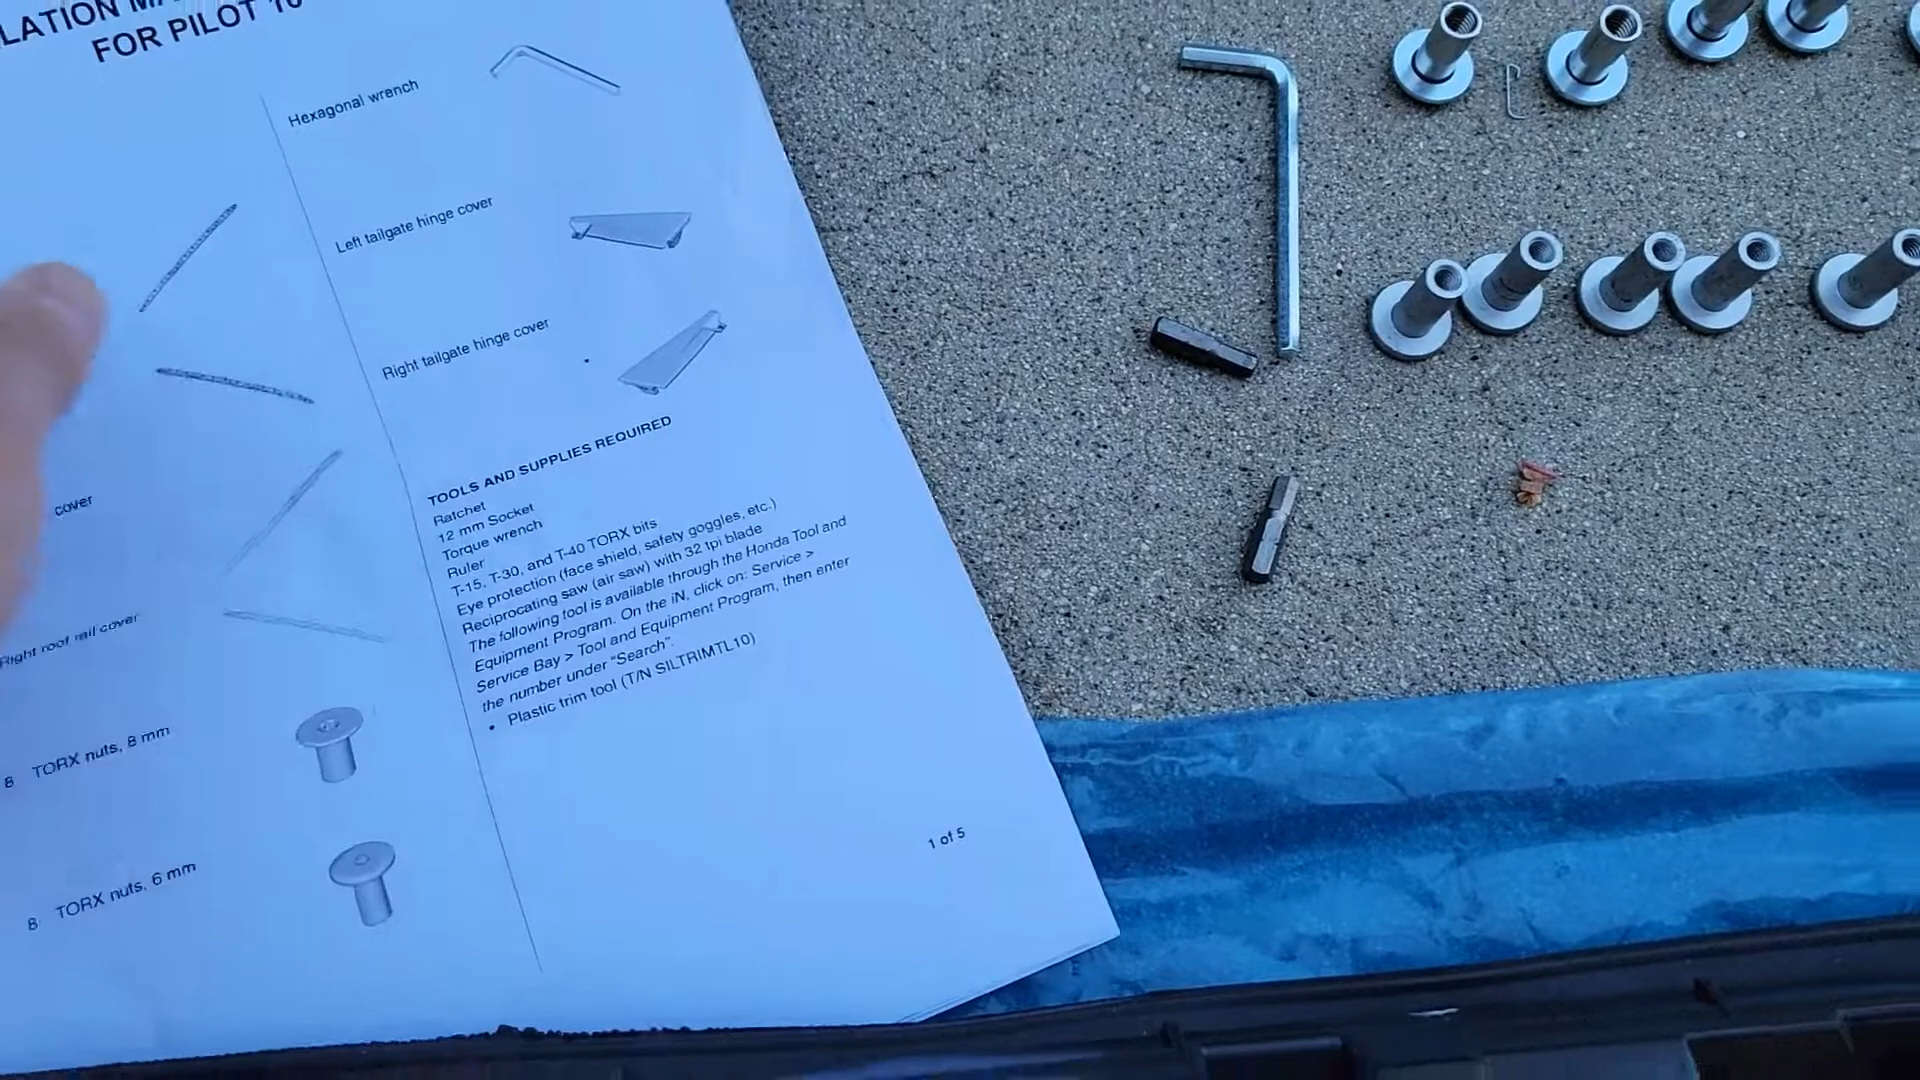 FOR PILOT
cover
Right roof rail cover
8 TORX nuts, 8 mm
8 TORX nuts, 6 mm
Hexagonal wrench
Left tailgate hinge cover
Right tailgate hinge cover
TOOLS AND SUPPLIES REQUIRED
Ratchet
12 mm Socket
Torque wrench
Ruler
T-15, T-30, and T-40 TORX bits
Eye protection (face shield, safety goggles, etc.)
Reciprocating saw (air saw) with 32 tpi blade
The following tool is available through the Honda Tool and
Equipment Program. On the iN, click on: Service >
Service Bay > Tool and Equipment Program, then enter
the number under "Search".
• Plastic trim tool (T/N SILTRIMTL10)
1 of 5